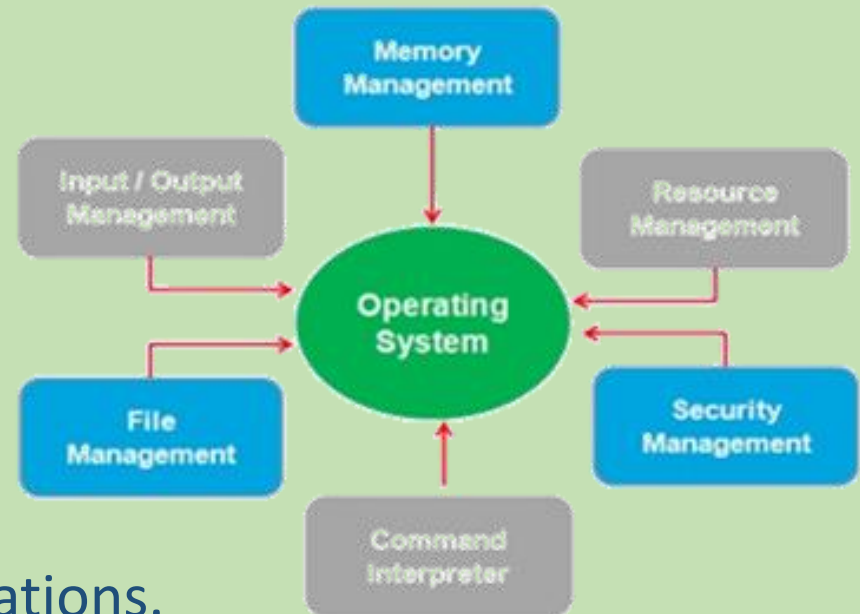 Memory
Management
Input / Output
Management
Resource
Management
Operating
System
File
Management
Security
Management
Command
Interpreter
ations.